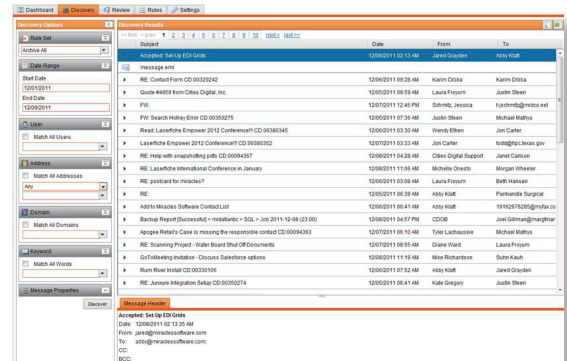 Dashboard Discovery Review Rules Settings
Discovery Options
Rule Set
Archive All
Date Range
Start Date
12/01/2011
End Date
12/09/2011
User
Match All Users
Address
Match All Addresses
Any
Domain
Match All Domains
Keyword
Match All Words
Message Properties
Discover
Discovery Results
<<first <prev 1 2 3 4 5 6 7 8 9 10 next> last>>
Subject Date From To
Accepted: Set-Up EDI Grids 12/08/2011 02:13 AM Jared Grayden Abby Klatt
message.eml
RE: Contact Form CD:00320242 12/06/2011 09:28 AM Karim Dibba Karim Dibba
Quote #4959 from Cities Digital, Inc. 12/05/2011 09:59 AM Laura Froyum Justin Steen
FW: 12/07/2011 12:45 PM Schmitz, Jessica t-jschmitz@midco.net
FW: Search Hotkey Error CD:00350275 12/05/2011 07:36 AM Justin Steen Michael Mathys
Read: Laserfiche Empower 2012 Conference!!! CD:00380345 12/06/2011 03:30 AM Wendy Ethen Jon Carter
Laserfiche Empower 2012 Conference!!! CD:00380352 12/07/2011 03:33 AM Jon Carter todd@hpc.texas.gov
RE: Help with snapshotting pdfs CD:00094367 12/08/2011 04:28 AM Cities Digital Support Janell Carlson
RE: Laserfiche International Conference in January 12/08/2011 11:06 AM Michelle Onesto Morgan Wheeler
RE: postcard for miracles? 12/06/2011 03:08 AM Laura Froyum Beth Hansen
RE: 12/05/2011 06:39 AM Abby Klatt Panhandle Surgical
Add to Miracles Software Contact List 12/06/2011 06:41 AM Abby Klatt 19162678285@mufax.co
Backup Report [Successful] > midatlantic > SQL > Job 2011-12-08 (23:00) 12/08/2011 04:57 PM CDOB Joel.Gillman@margfinar
Apogee Retail's Case is missing the responsible contact CD:00094363 12/07/2011 06:10 AM Tyler Lachaussie Michael Mathys
RE: Scanning Project - Water Board Shut Off Documents 12/07/2011 08:55 AM Diane Ward Laura Froyum
GoToMeeting Invitation - Discuss Salesforce options 12/08/2011 11:19 AM Mike Richardson Suhn Kauh
Rum River Install CD:00330106 12/06/2011 07:52 AM Abby Klatt Jared Grayden
RE: Junxure Integration Setup CD:00350274 12/05/2011 06:41 AM Kate Gregory Justin Steen
Message Header
Accepted: Set-Up EDI Grids
Date: 12/08/2011 02:13:35 AM
From: jared@miraclessoftware.com
To: abby@miraclessoftware.com;
CC:
BCC: